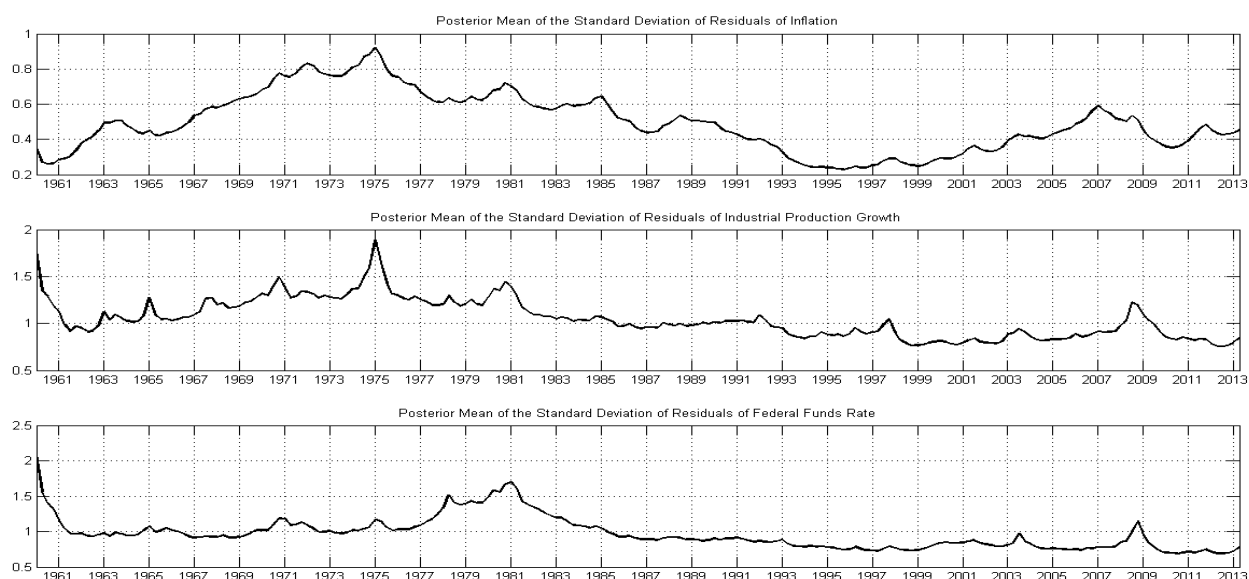 Posterior Mean of the Standard Deviation of Residuals of Inflation
1
0.8
0.6
0.4
0.2
1961 1963 1965 1967 1969 1971 1973 1975 1977 1979 1981 1983 1985 1987 1989 1991 1993 1995 1997 1999 2001 2003 2005 2007 2009 2011 2013
Posterior Mean of the Standard Deviation of Residuals of Industrial Production Growth
2
1.5
1
0.5
1961 1963 1965 1967 1969 1971 1973 1975 1977 1979 1981 1983 1985 1987 1989 1991 1993 1995 1997 1999 2001 2003 2005 2007 2009 2011 2013
Posterior Mean of the Standard Deviation of Residuals of Federal Funds Rate
2.5
2
1.5
1
0.5
1961 1963 1965 1967 1969 1971 1973 1975 1977 1979 1981 1983 1985 1987 1989 1991 1993 1995 1997 1999 2001 2003 2005 2007 2009 2011 2013